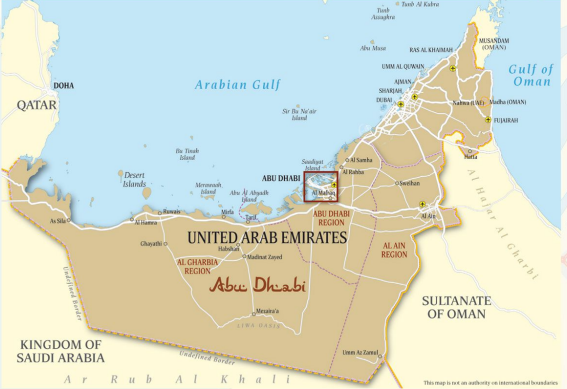 Tunb Al Kubra
Tunb
Assughra
MUSANDAM
(OMAN)
Abu Musa
RAS AL KHAIMAH
UMM AL QUWAIN
Gulf of
Oman
AJMAN
SHARJAH
DUBAI
Nahwa (UAE)
Madha (OMAN)
FUJAIRAH
DOHA
QATAR
Arabian Gulf
Sir Bu Na'air
Island
Hatta
Bu Tinah
Island
Saadiyat
Island
Al Samha
Al Rahba
Desert
Islands
ABU DHABI
Sweihan
Marawah
Island
Abu Al Abyadh
Island
Al Hajar Al Gharbi
As Sila
Al Hamra
Ruwais
Mirfa
Tarif
ABU DHABI
REGION
Al Ain
Ghayathi
UNITED ARAB EMIRATES
Habshan
Madinat Zayed
AL GHARBIA
REGION
AL AIN
REGION
Abu Dhabi
Undefined Border
SULTANATE
OF OMAN
Mezaira'a
LIWA OASIS
KINGDOM OF
SAUDI ARABIA
Undefined Border
Umm Az Zamul
Ar Rub Al Khali
This map is not an authority on international boundaries